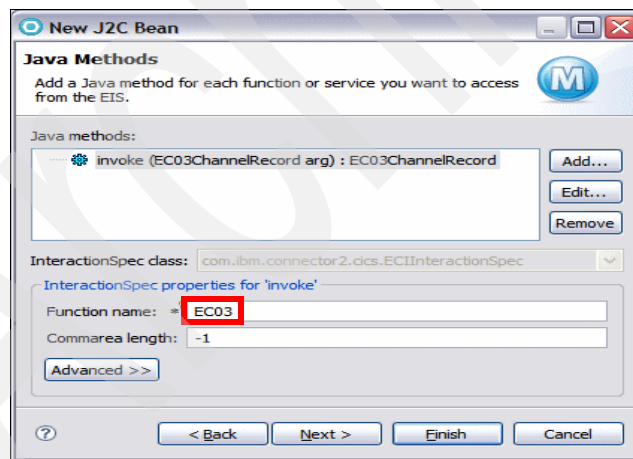 New J2C Bean
Java Methods
Add a Java method for each function or service you want to access
from the EIS.
M
Java methods:
invoke (EC03ChannelRecord arg) : EC03ChannelRecord
Add...
Edit...
Remove
InteractionSpec class: com.ibm.connector2.cics.ECIInteractionSpec
InteractionSpec properties for 'invoke'
Function name: * EC03
Commarea length: -1
Advanced >>
? < Back Next > Finish Cancel